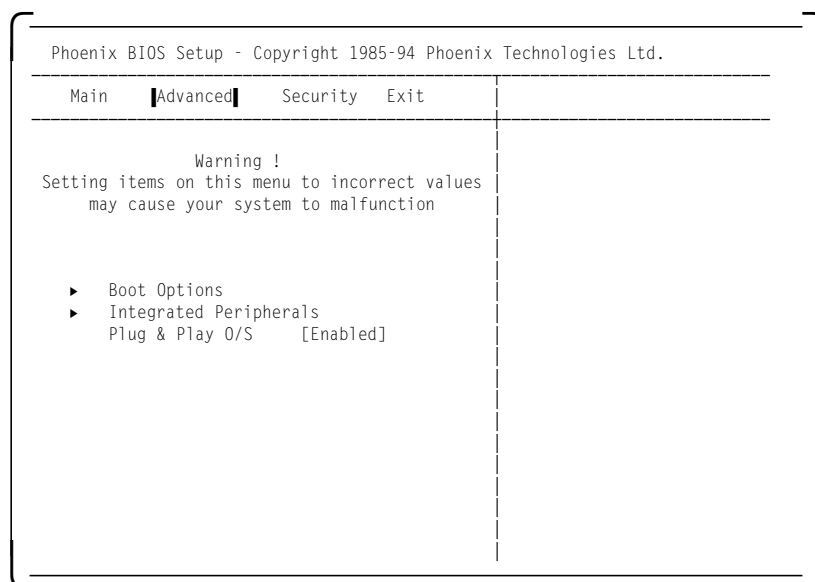 Phoenix BIOS Setup - Copyright 1985-94 Phoenix Technologies Ltd.
Main Advanced Security Exit
Warning !
Setting items on this menu to incorrect values
may cause your system to malfunction
▶ Boot Options
▶ Integrated Peripherals
Plug & Play O/S [Enabled]